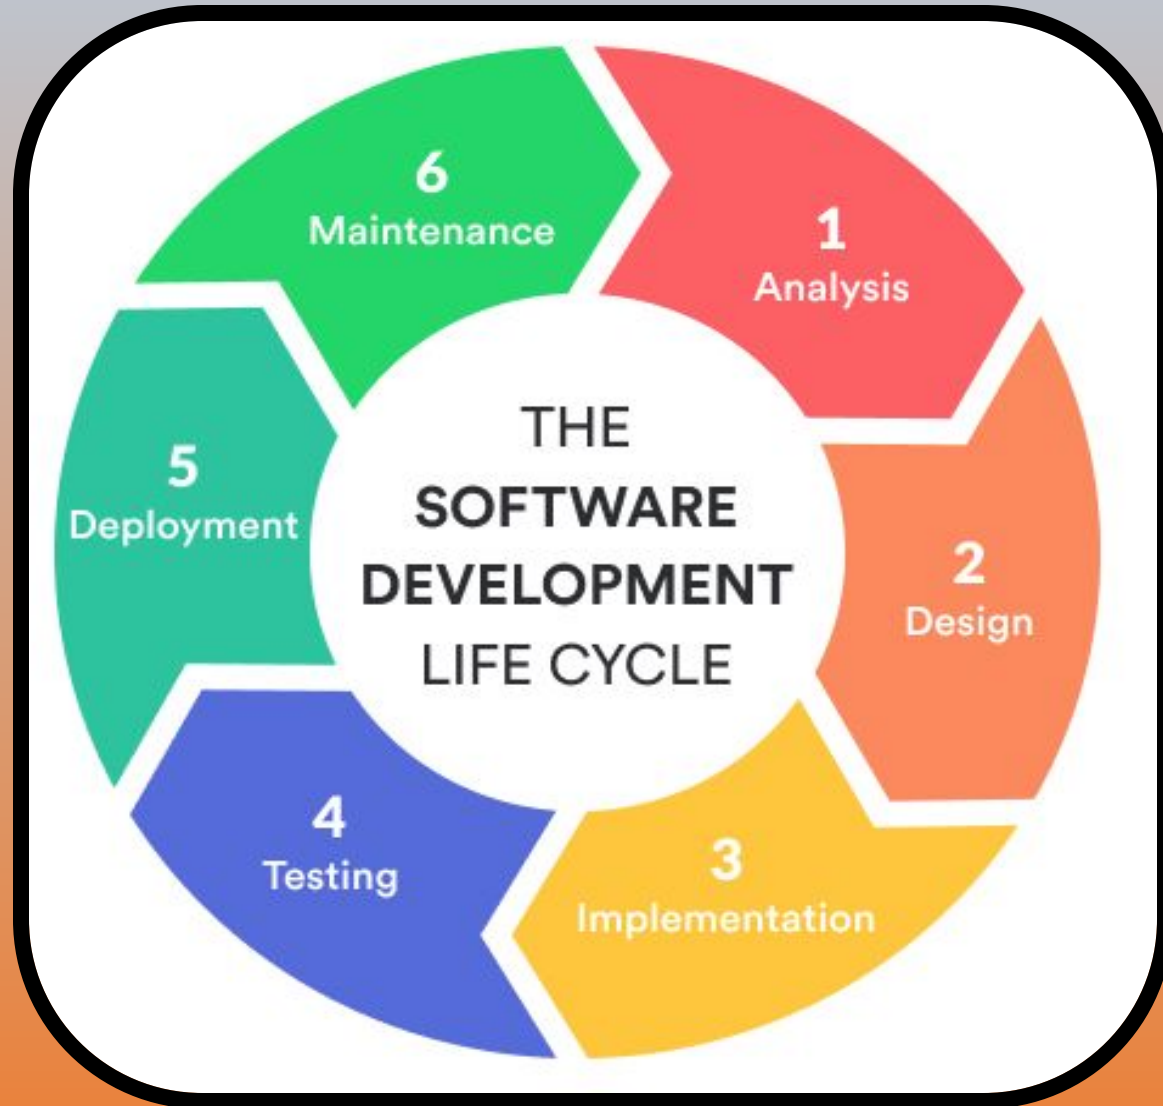 THE
SOFTWARE
DEVELOPMENT
LIFE CYCLE
1
Analysis
2
Design
3
Implementation
4
Testing
5
Deployment
6
Maintenance